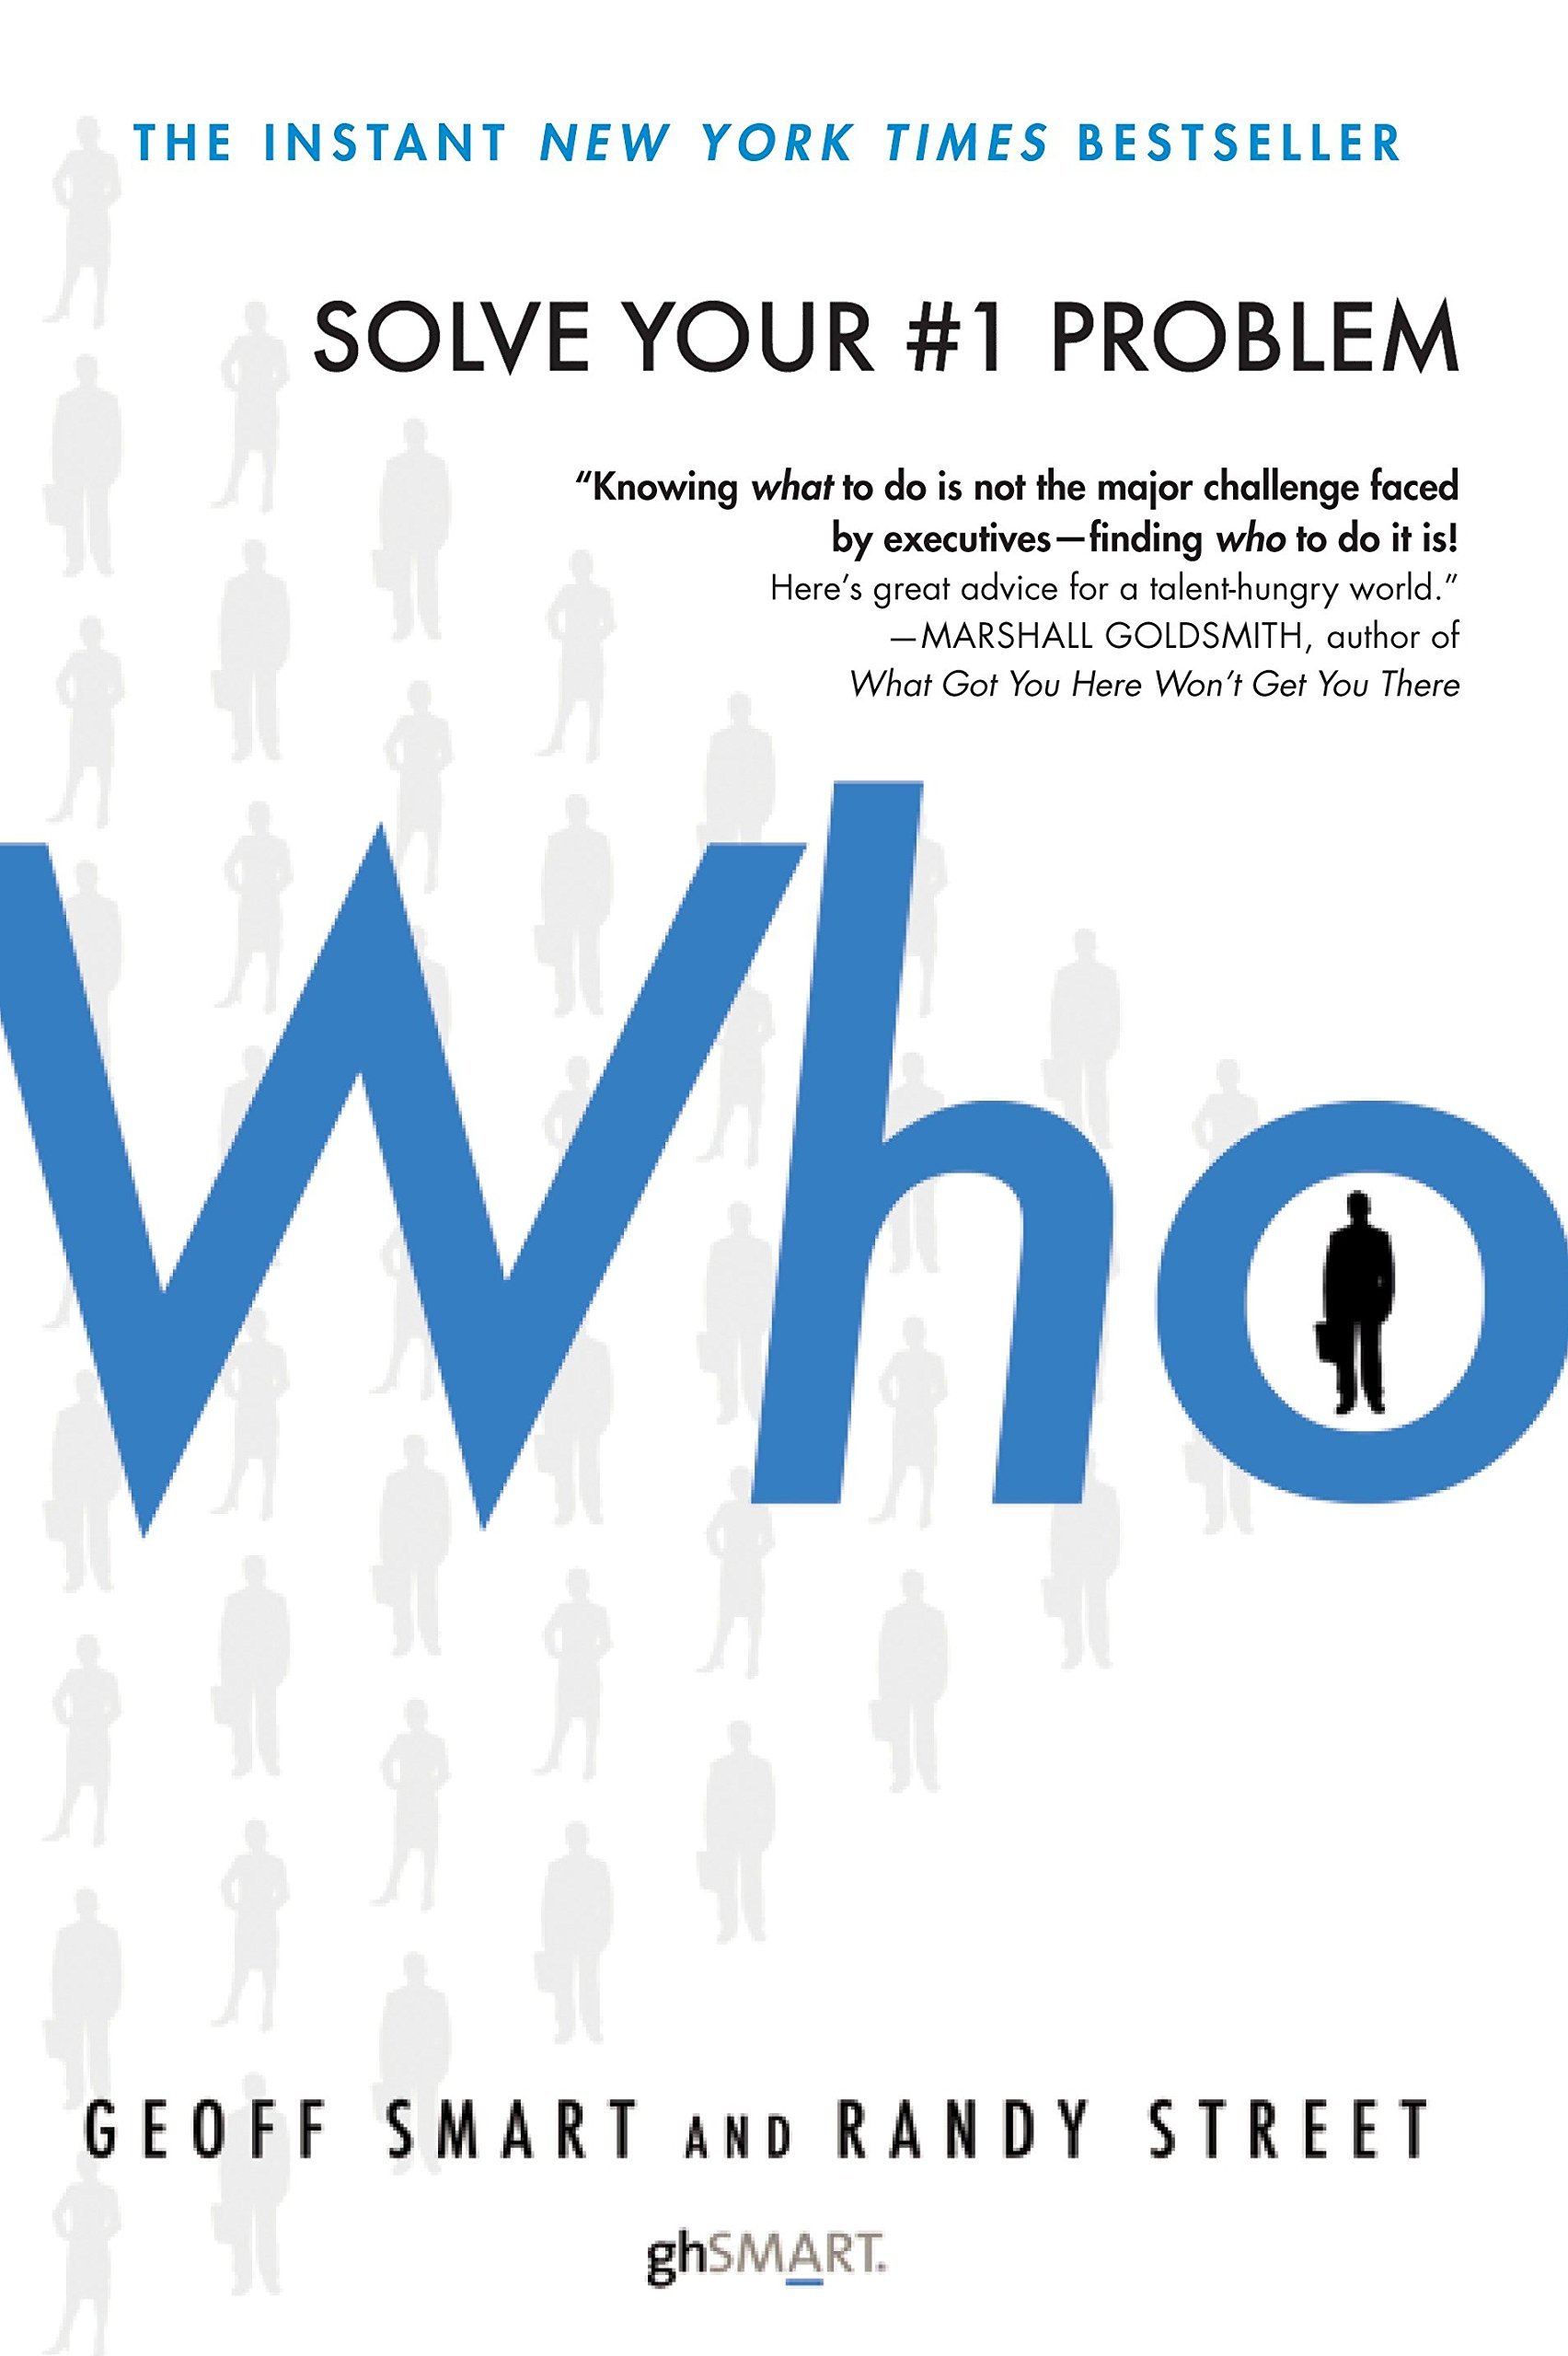 THE INSTANT NEW YORK TIMES BESTSELLER
SOLVE YOUR #1 PROBLEM
“Knowing what to do is not the major challenge faced
by executives—finding who to do it is!
Here’s great advice for a talent-hungry world.”
—MARSHALL GOLDSMITH, author of
What Got You Here Won’t Get You There
Who
GEOFF SMART AND RANDY STREET
ghSMART.